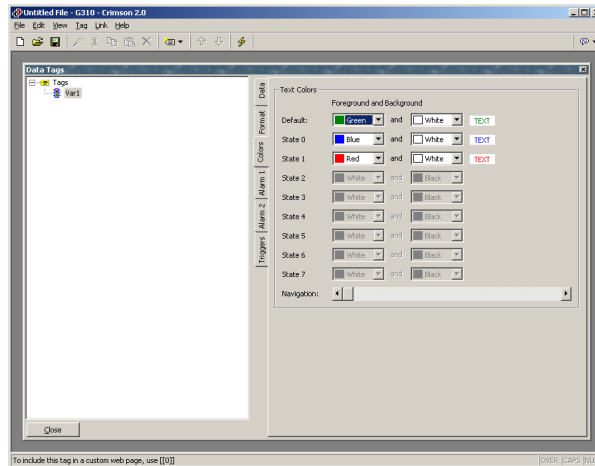 Untitled File - G310 - Crimson 2.0
File Edit View Tag Link Help
Data Tags
Tags
Var1
Data
Format
Colors
Alarm 1
Alarm 2
Triggers
Text Colors
Foreground and Background
Default: Green and White TEXT
State 0 Blue and White TEXT
State 1 Red and White TEXT
State 2 White and Black
State 3 White and Black
State 4 White and Black
State 5 White and Black
State 6 White and Black
State 7 White and Black
Navigation:
Close
To include this tag in a custom web page, use [[0]]
OVER CAPS NU